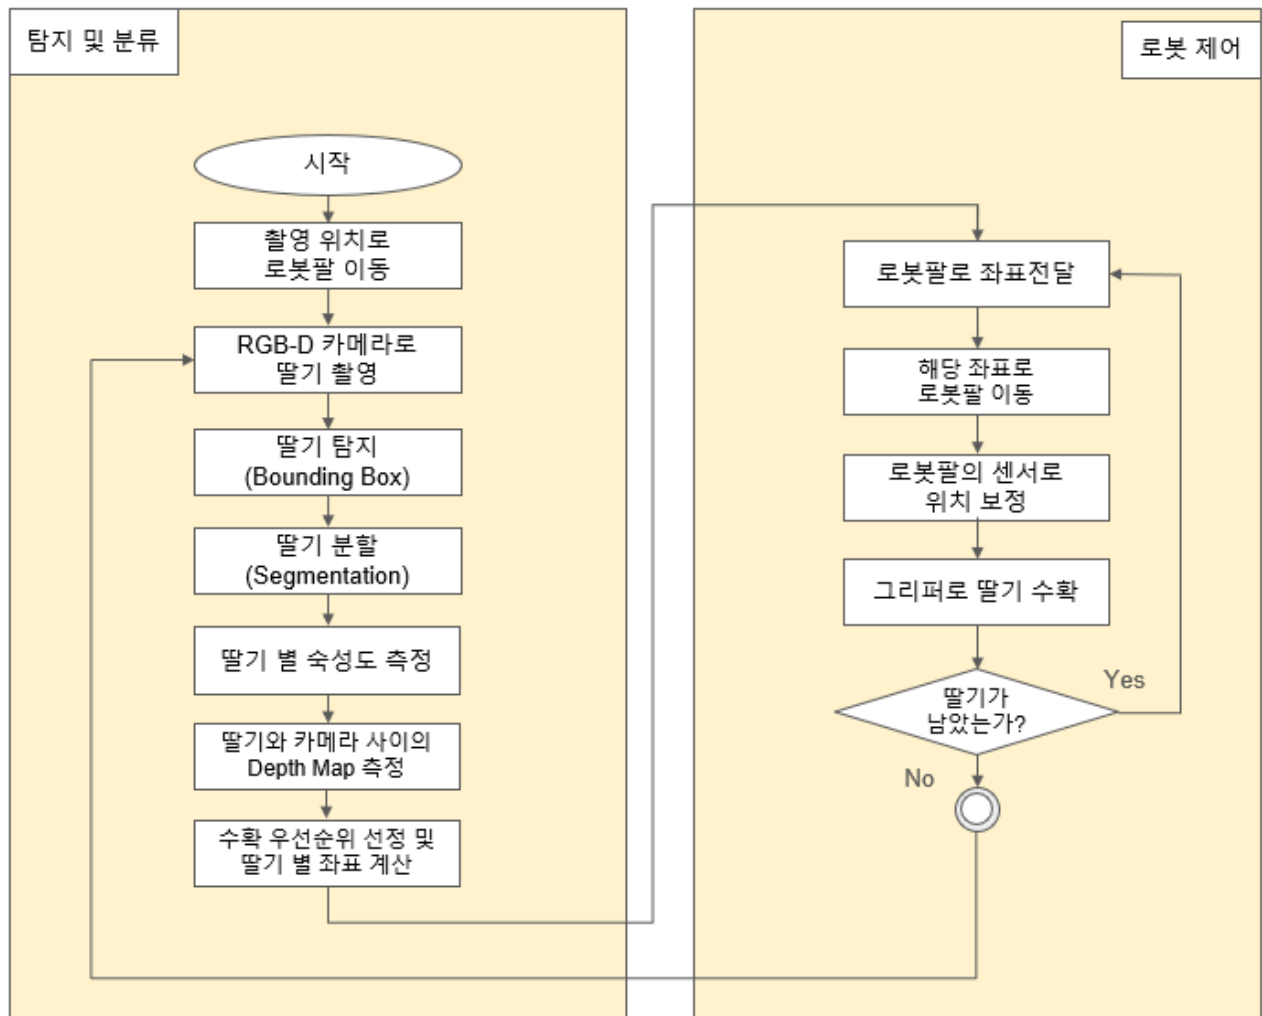 탐지 및 분류
시작
촬영 위치로
로봇팔 이동
RGB-D 카메라로
딸기 촬영
딸기 탐지
(Bounding Box)
딸기 분할
(Segmentation)
딸기 별 숙성도 측정
딸기와 카메라 사이의
Depth Map 측정
수확 우선순위 선정 및
딸기 별 좌표 계산
로봇 제어
로봇팔로 좌표전달
해당 좌표로
로봇팔 이동
로봇팔의 센서로
위치 보정
그리퍼로 딸기 수확
딸기가
남았는가?
Yes
No